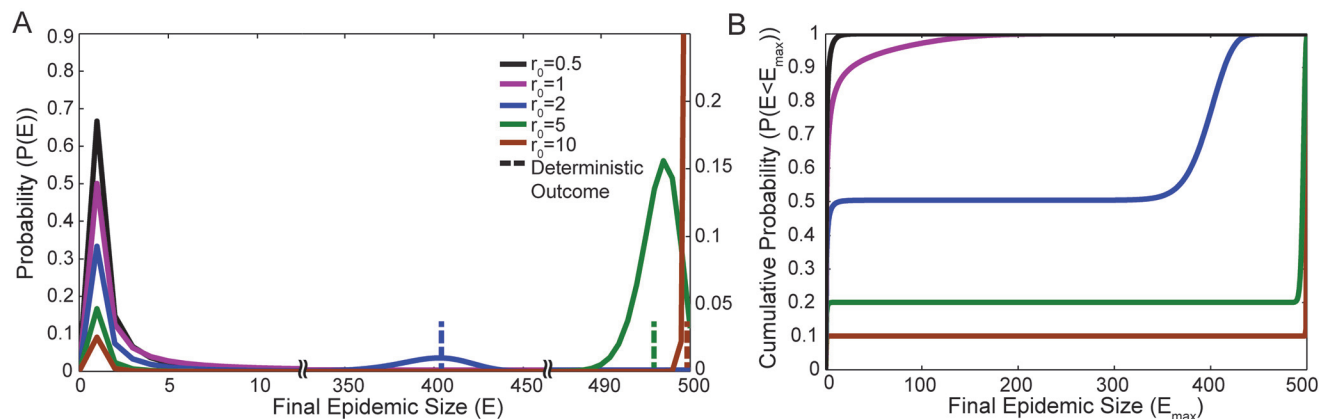 A
B
0.9
0.8
0.7
0.6
0.5
0.4
0.3
0.2
0.1
0
Probability (P(E))
r0=0.5
r0=1
r0=2
r0=5
r0=10
Deterministic
Outcome
0.2
0.15
0.1
0.05
0
0 5 10 350 400 450 490 500
Final Epidemic Size (E)
1
0.9
0.8
0.7
0.6
0.5
0.4
0.3
0.2
0.1
0
Cumulative Probability (P(E<Emax))
0 100 200 300 400 500
Final Epidemic Size (Emax)